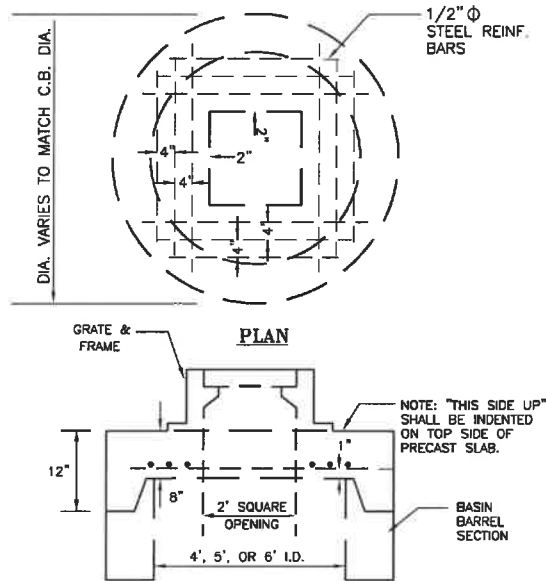 1/2" ϕ
STEEL REINF.
BARS
DIA. VARIES TO MATCH C.B. DIA.
2"
4"
2"
4"
4"
4"
PLAN
GRATE &
FRAME
NOTE: "THIS SIDE UP"
SHALL BE INDENTED
ON TOP SIDE OF
PRECAST SLAB.
1"
12"
8"
2' SQUARE
OPENING
BASIN
BARREL
SECTION
4', 5', OR 6' I.D.